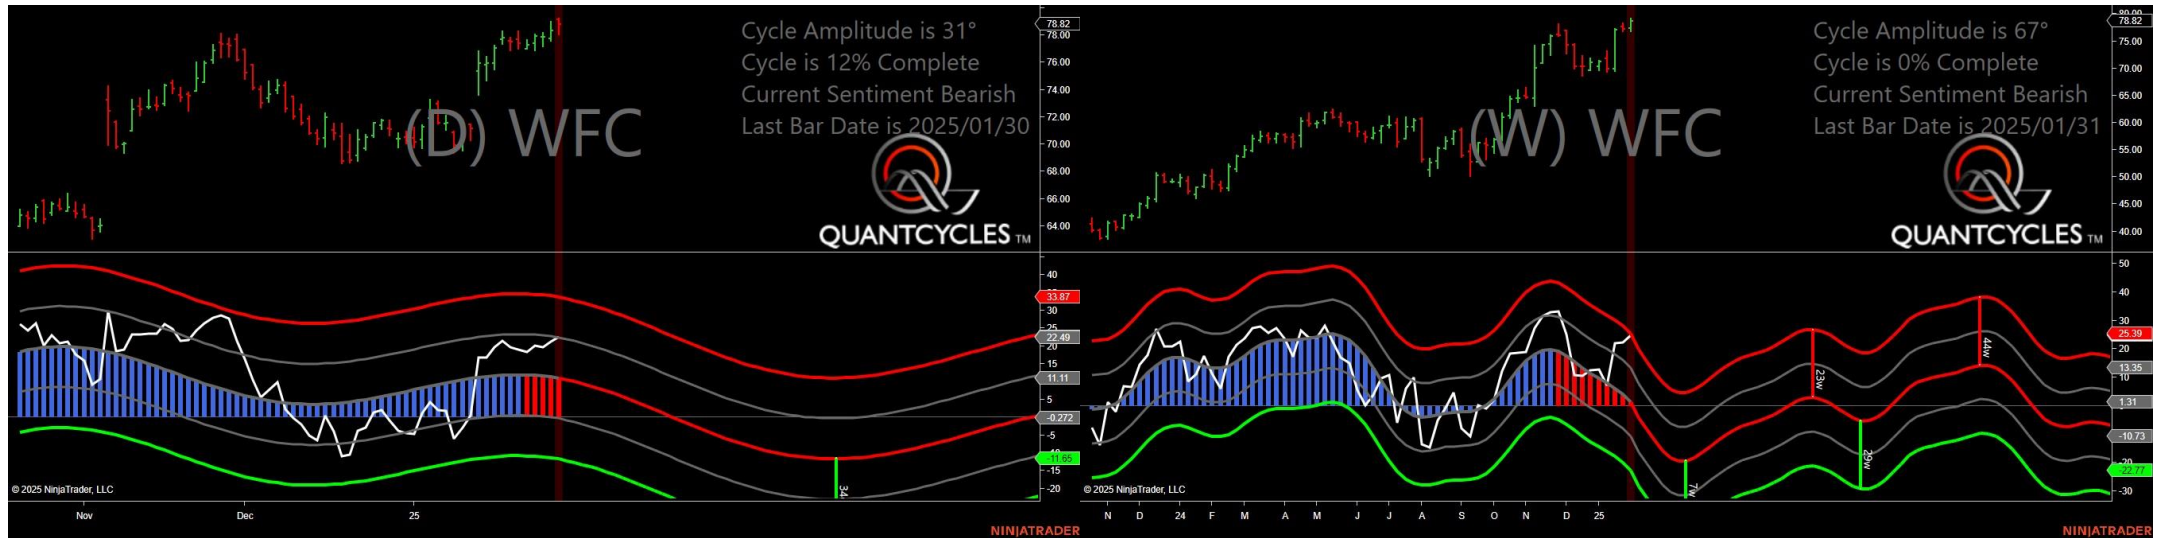 Cycle Amplitude is 31°
Cycle is 12% Complete
Current Sentiment Bearish
Last Bar Date is 2025/01/30
(D) WFC
QUANTCYCLES TM
78.82
78.00
76.00
74.00
72.00
70.00
68.00
66.00
64.00
40
33.87
30
25
22.49
20
15
11.11
5
-0.272
-5
-11.65
-15
-20
34
© 2025 NinjaTrader, LLC
Nov
Dec
25
NINJATRADER
Cycle Amplitude is 67°
Cycle is 0% Complete
Current Sentiment Bearish
Last Bar Date is 2025/01/31
(W) WFC
QUANTCYCLES TM
80.00
78.82
75.00
70.00
65.00
60.00
55.00
50.00
45.00
40.00
50
40
30
25.39
20
13.35
10
1.31
-10.73
-20
-22.77
-30
7w
23w
29w
44w
© 2025 NinjaTrader, LLC
N D 24 F M A M J J A S O N D 25
NINJATRADER